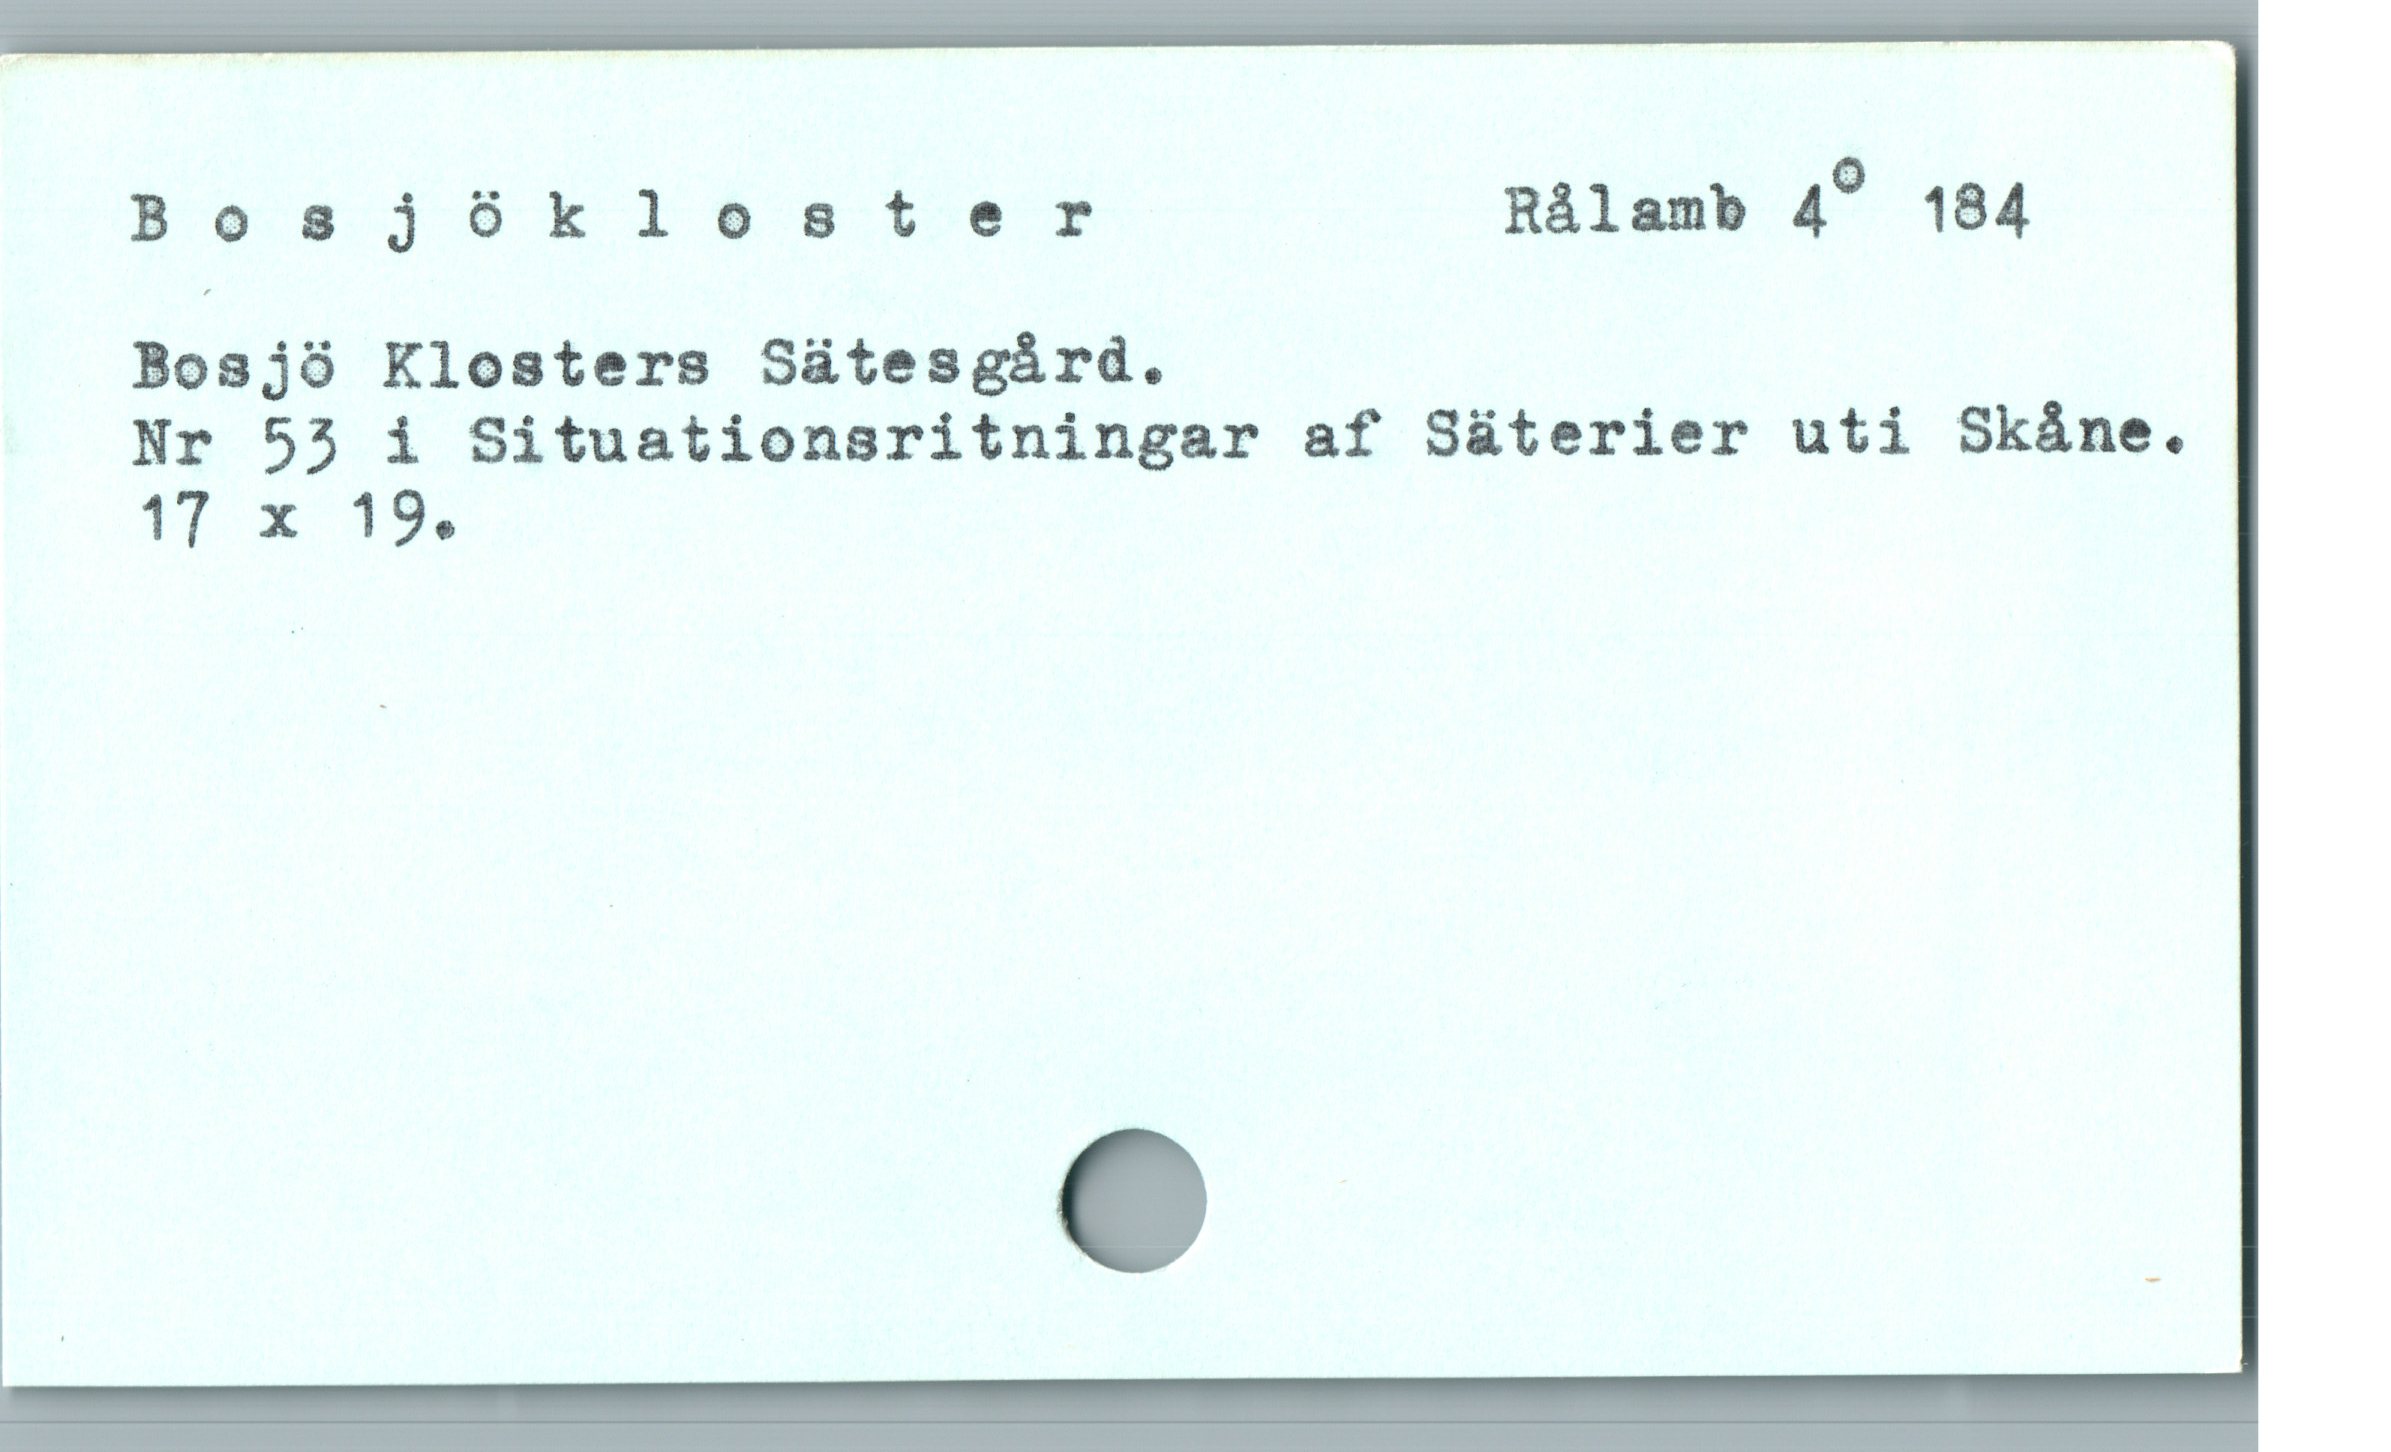 B o s j ö k l o s t e r Rålamb 4° 184
Bosjö Klosters Sätesgård.
Nr 53 i Situationsritningar af Säterier uti Skåne.
17 x 19.